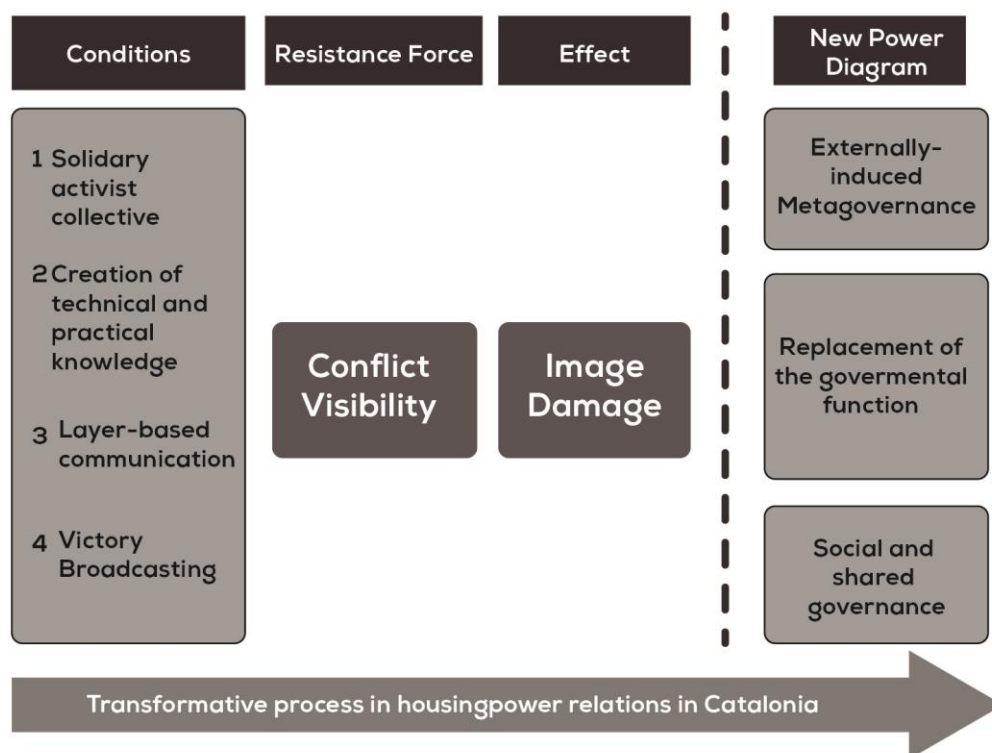 Conditions
Resistance Force
Effect
New Power
Diagram
1 Solidary
activist
collective
2 Creation of
technical and
practical
knowledge
3 Layer-based
communication
4 Victory
Broadcasting
Conflict
Visibility
Image
Damage
Externally-
induced
Metagovernance
Replacement of
the govermental
function
Social and
shared
governance
Transformative process in housingpower relations in Catalonia